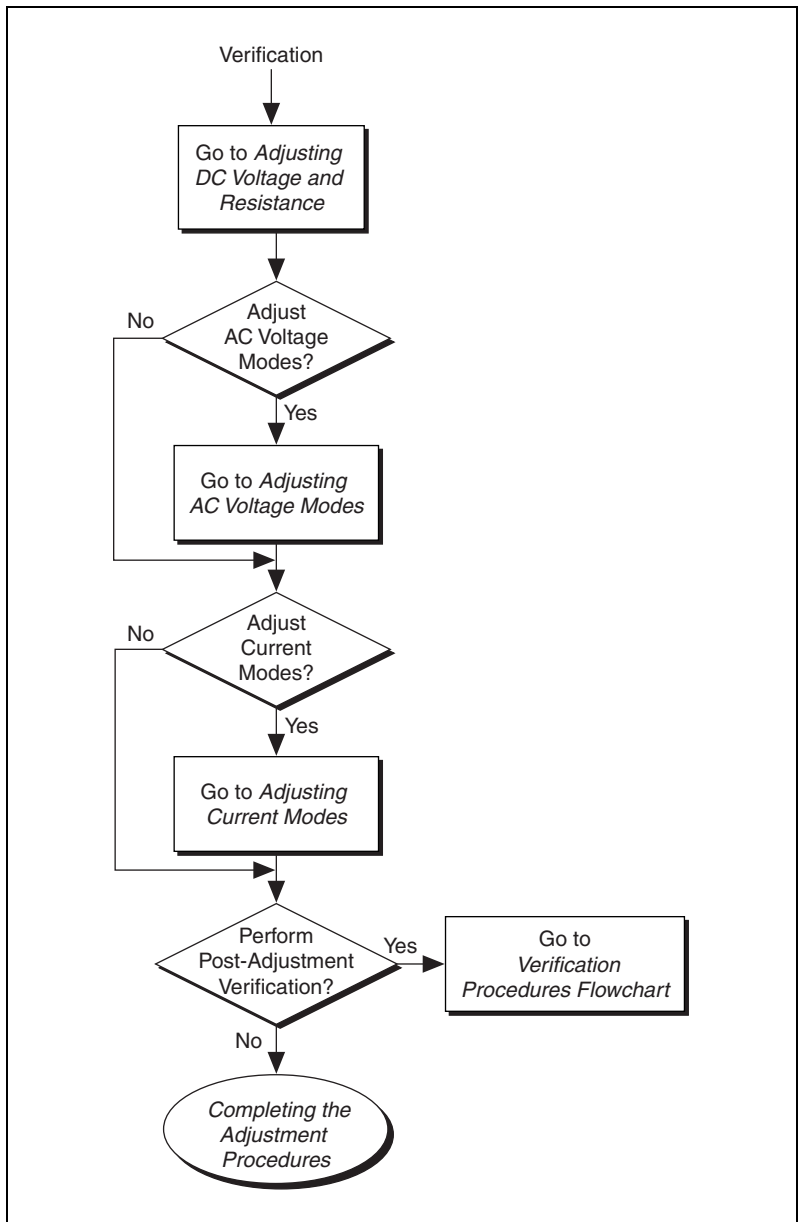 Verification
Go to Adjusting
DC Voltage and
Resistance
Adjust
AC Voltage
Modes?
No
Yes
Go to Adjusting
AC Voltage Modes
Adjust
Current
Modes?
No
Yes
Go to Adjusting
Current Modes
Perform
Post-Adjustment
Verification?
Yes
Go to
Verification
Procedures Flowchart
No
Completing the
Adjustment
Procedures